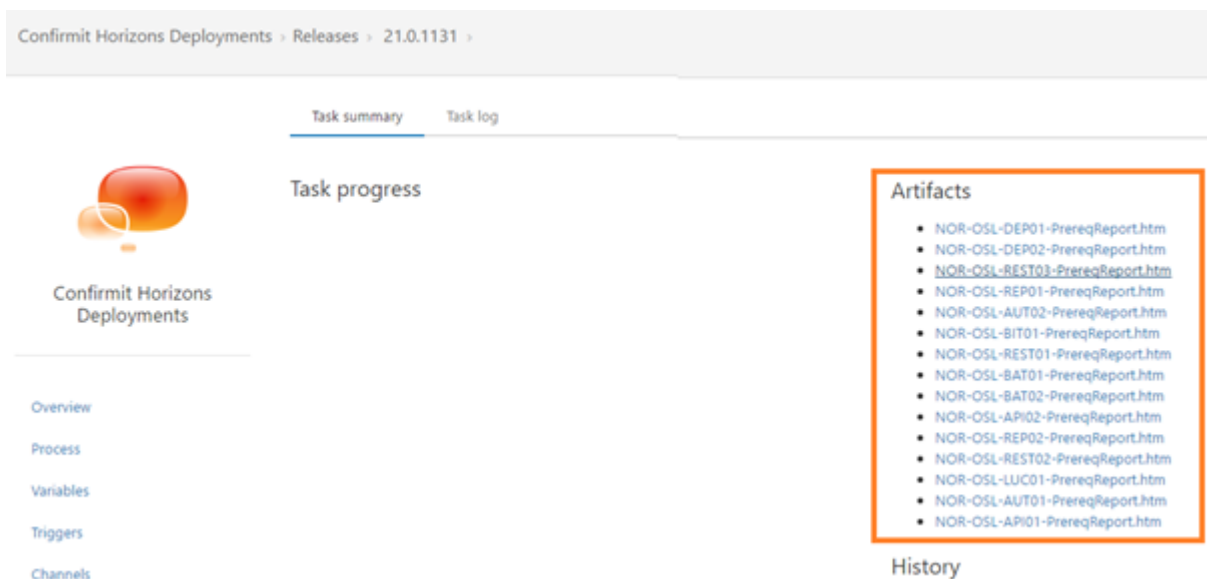 Confirmit Horizons Deployments › Releases › 21.0.1131 ›
Task summary Task log
Task progress
Confirmit Horizons
Deployments
Overview
Process
Variables
Triggers
Channels
Artifacts
• NOR-OSL-DEP01-PrereqReport.htm
• NOR-OSL-DEP02-PrereqReport.htm
• NOR-OSL-REST03-PrereqReport.htm
• NOR-OSL-REP01-PrereqReport.htm
• NOR-OSL-AUT02-PrereqReport.htm
• NOR-OSL-BIT01-PrereqReport.htm
• NOR-OSL-REST01-PrereqReport.htm
• NOR-OSL-BAT01-PrereqReport.htm
• NOR-OSL-BAT02-PrereqReport.htm
• NOR-OSL-API02-PrereqReport.htm
• NOR-OSL-REP02-PrereqReport.htm
• NOR-OSL-REST02-PrereqReport.htm
• NOR-OSL-LUC01-PrereqReport.htm
• NOR-OSL-AUT01-PrereqReport.htm
• NOR-OSL-API01-PrereqReport.htm
History